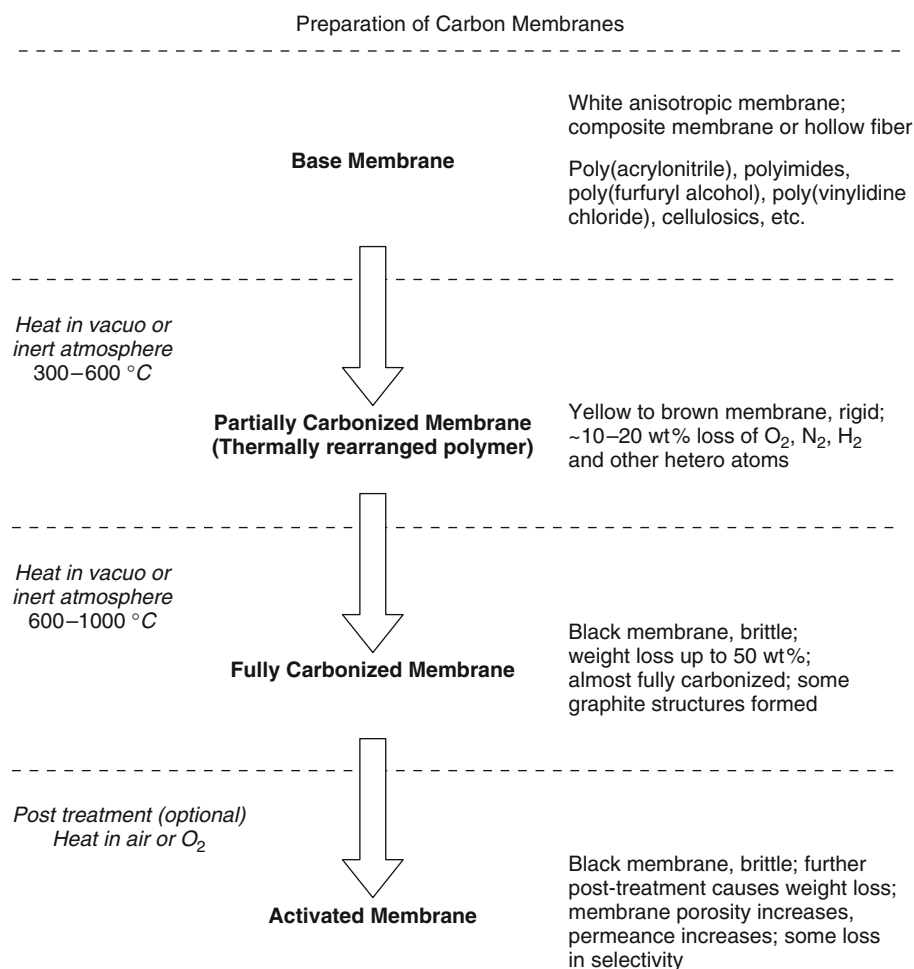 Preparation of Carbon Membranes
White anisotropic membrane;
composite membrane or hollow fiber
Base Membrane
Poly(acrylonitrile), polyimides,
poly(furfuryl alcohol), poly(vinylidine
chloride), cellulosics, etc.
Heat in vacuo or
inert atmosphere
300–600 °C
Partially Carbonized Membrane
(Thermally rearranged polymer)
Yellow to brown membrane, rigid;
~10–20 wt% loss of O₂, N₂, H₂
and other hetero atoms
Heat in vacuo or
inert atmosphere
600–1000 °C
Fully Carbonized Membrane
Black membrane, brittle;
weight loss up to 50 wt%;
almost fully carbonized; some
graphite structures formed
Post treatment (optional)
Heat in air or O₂
Activated Membrane
Black membrane, brittle; further
post-treatment causes weight loss;
membrane porosity increases,
permeance increases; some loss
in selectivity